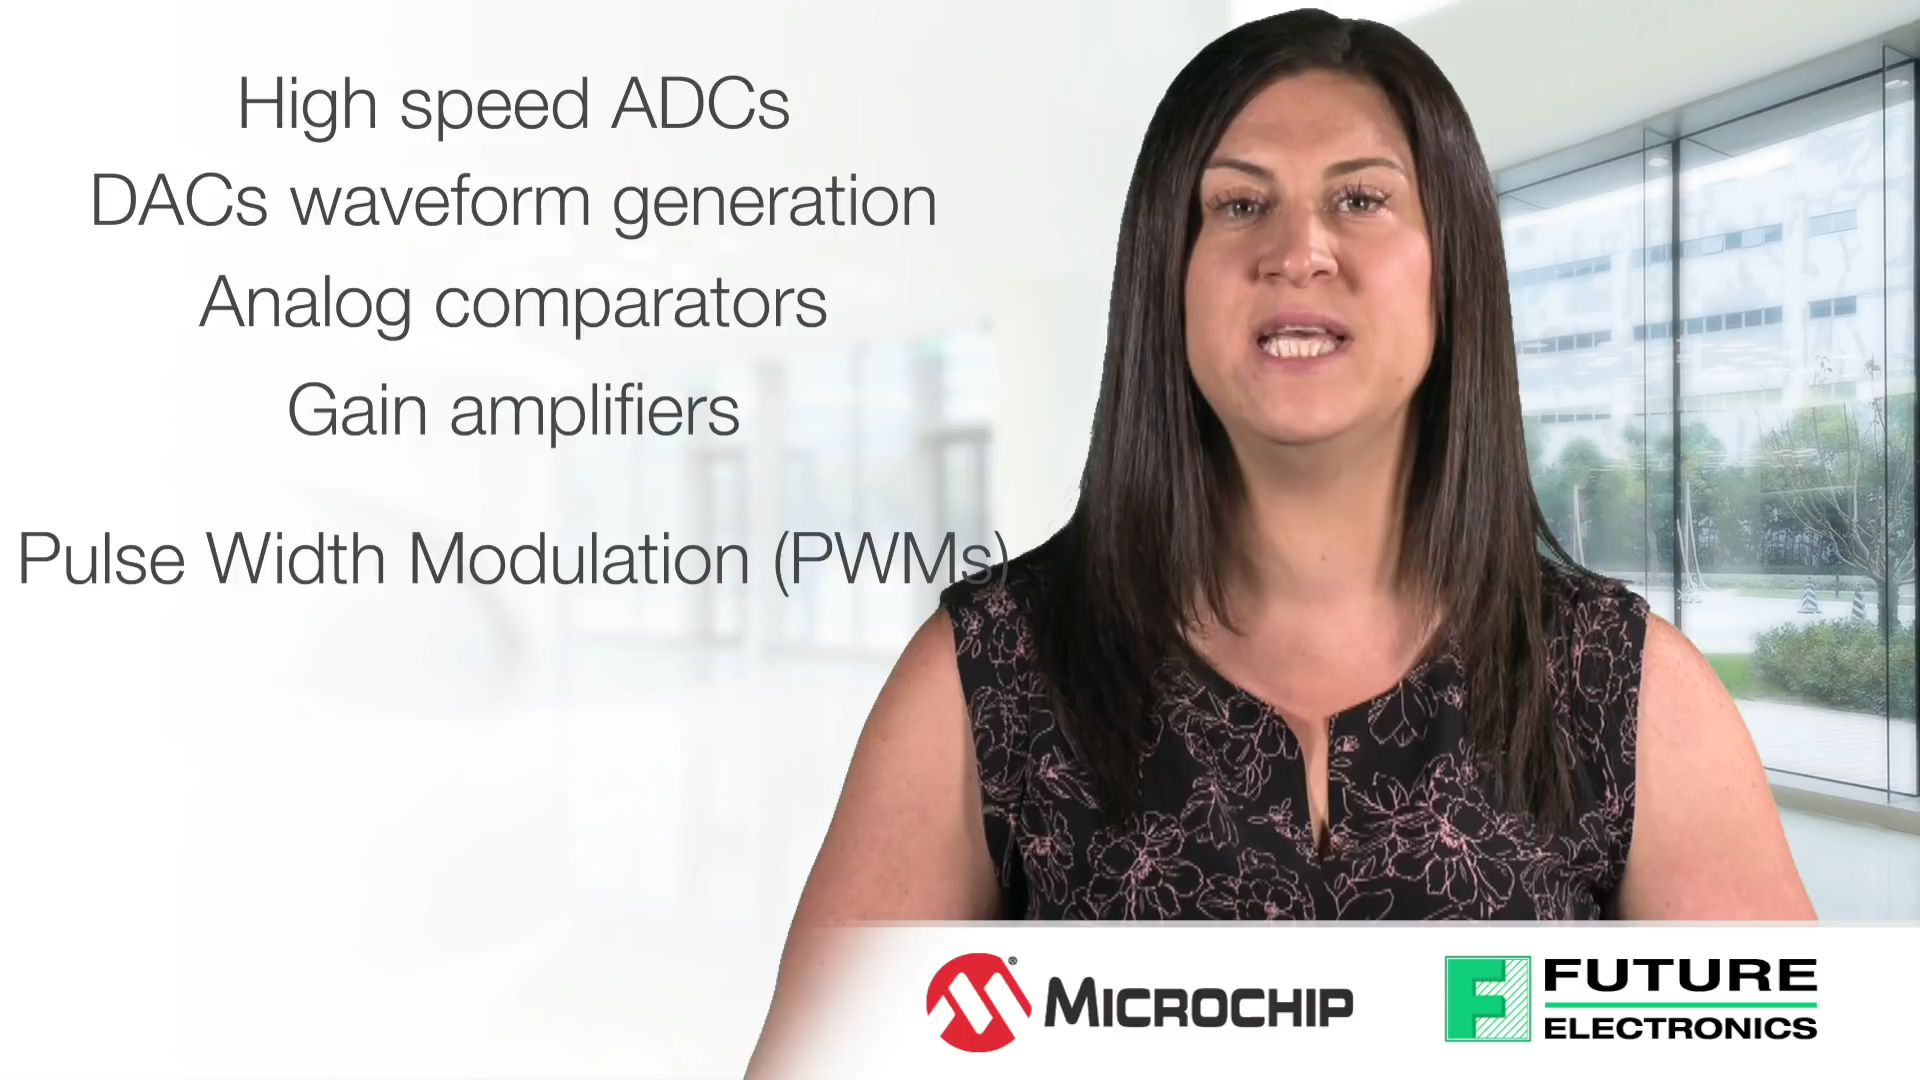 High speed ADCs
DACs waveform generation
Analog comparators
Gain amplifiers
Pulse Width Modulation (PWMs)
MICROCHIP
®
FUTURE
ELECTRONICS